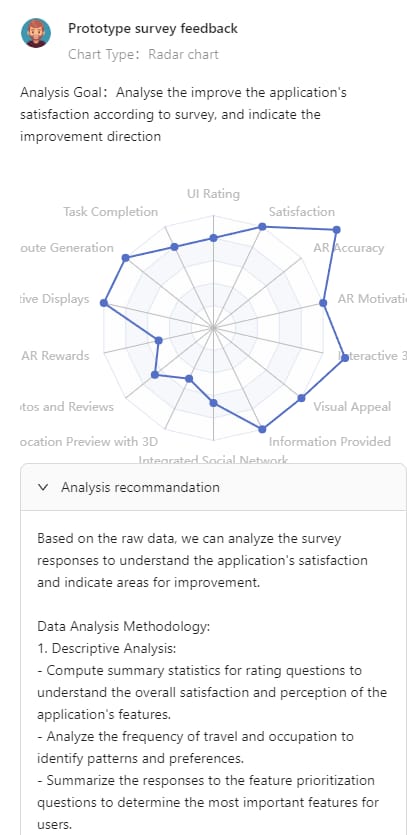 Prototype survey feedback
Chart Type： Radar chart
Analysis Goal： Analyse the improve the application's
satisfaction according to survey, and indicate the
improvement direction
UI Rating
Task Completion
Satisfaction
oute Generation
AR Accuracy
ive Displays
AR Motivati
AR Rewards
teractive 3
tos and Reviews
Visual Appeal
ocation Preview with 3D
Information Provided
Integrated Social Network
Analysis recommandation
Based on the raw data, we can analyze the survey
responses to understand the application's satisfaction
and indicate areas for improvement.
Data Analysis Methodology:
1. Descriptive Analysis:
- Compute summary statistics for rating questions to
understand the overall satisfaction and perception of the
application's features.
- Analyze the frequency of travel and occupation to
identify patterns and preferences.
- Summarize the responses to the feature prioritization
questions to determine the most important features for
users.